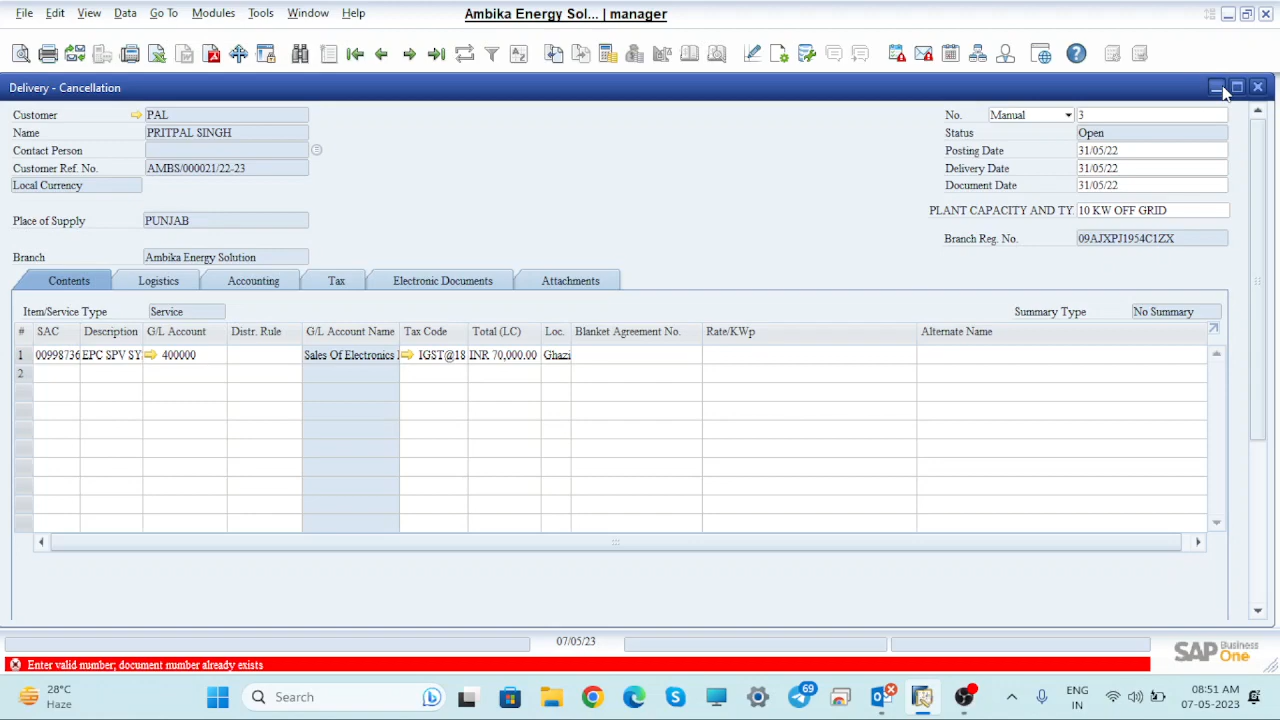 File Edit View Data Go To Modules Tools Window Help Ambika Energy Sol... | manager
Delivery - Cancellation
Customer PAL No. Manual 3
Name PRITPAL SINGH Status Open
Contact Person Posting Date 31/05/22
Customer Ref. No. AMBS/000021/22-23 Delivery Date 31/05/22
Local Currency Document Date 31/05/22
Place of Supply PUNJAB PLANT CAPACITY AND TY 10 KW OFF GRID
Branch Reg. No. 09AJXPJ1954C1ZX
Branch Ambika Energy Solution
Contents Logistics Accounting Tax Electronic Documents Attachments
Item/Service Type Service Summary Type No Summary
# SAC Description G/L Account Distr. Rule G/L Account Name Tax Code Total (LC) Loc. Blanket Agreement No. Rate/KWp Alternate Name
1 00998736 EPC SPV SY 400000 Sales Of Electronics IGST@18 INR 70,000.00 Ghazi
2
07/05/23
SAP Business One
Enter valid number; document number already exists
28°C
Haze
Search
69
ENG
IN
08:51 AM
07-05-2023